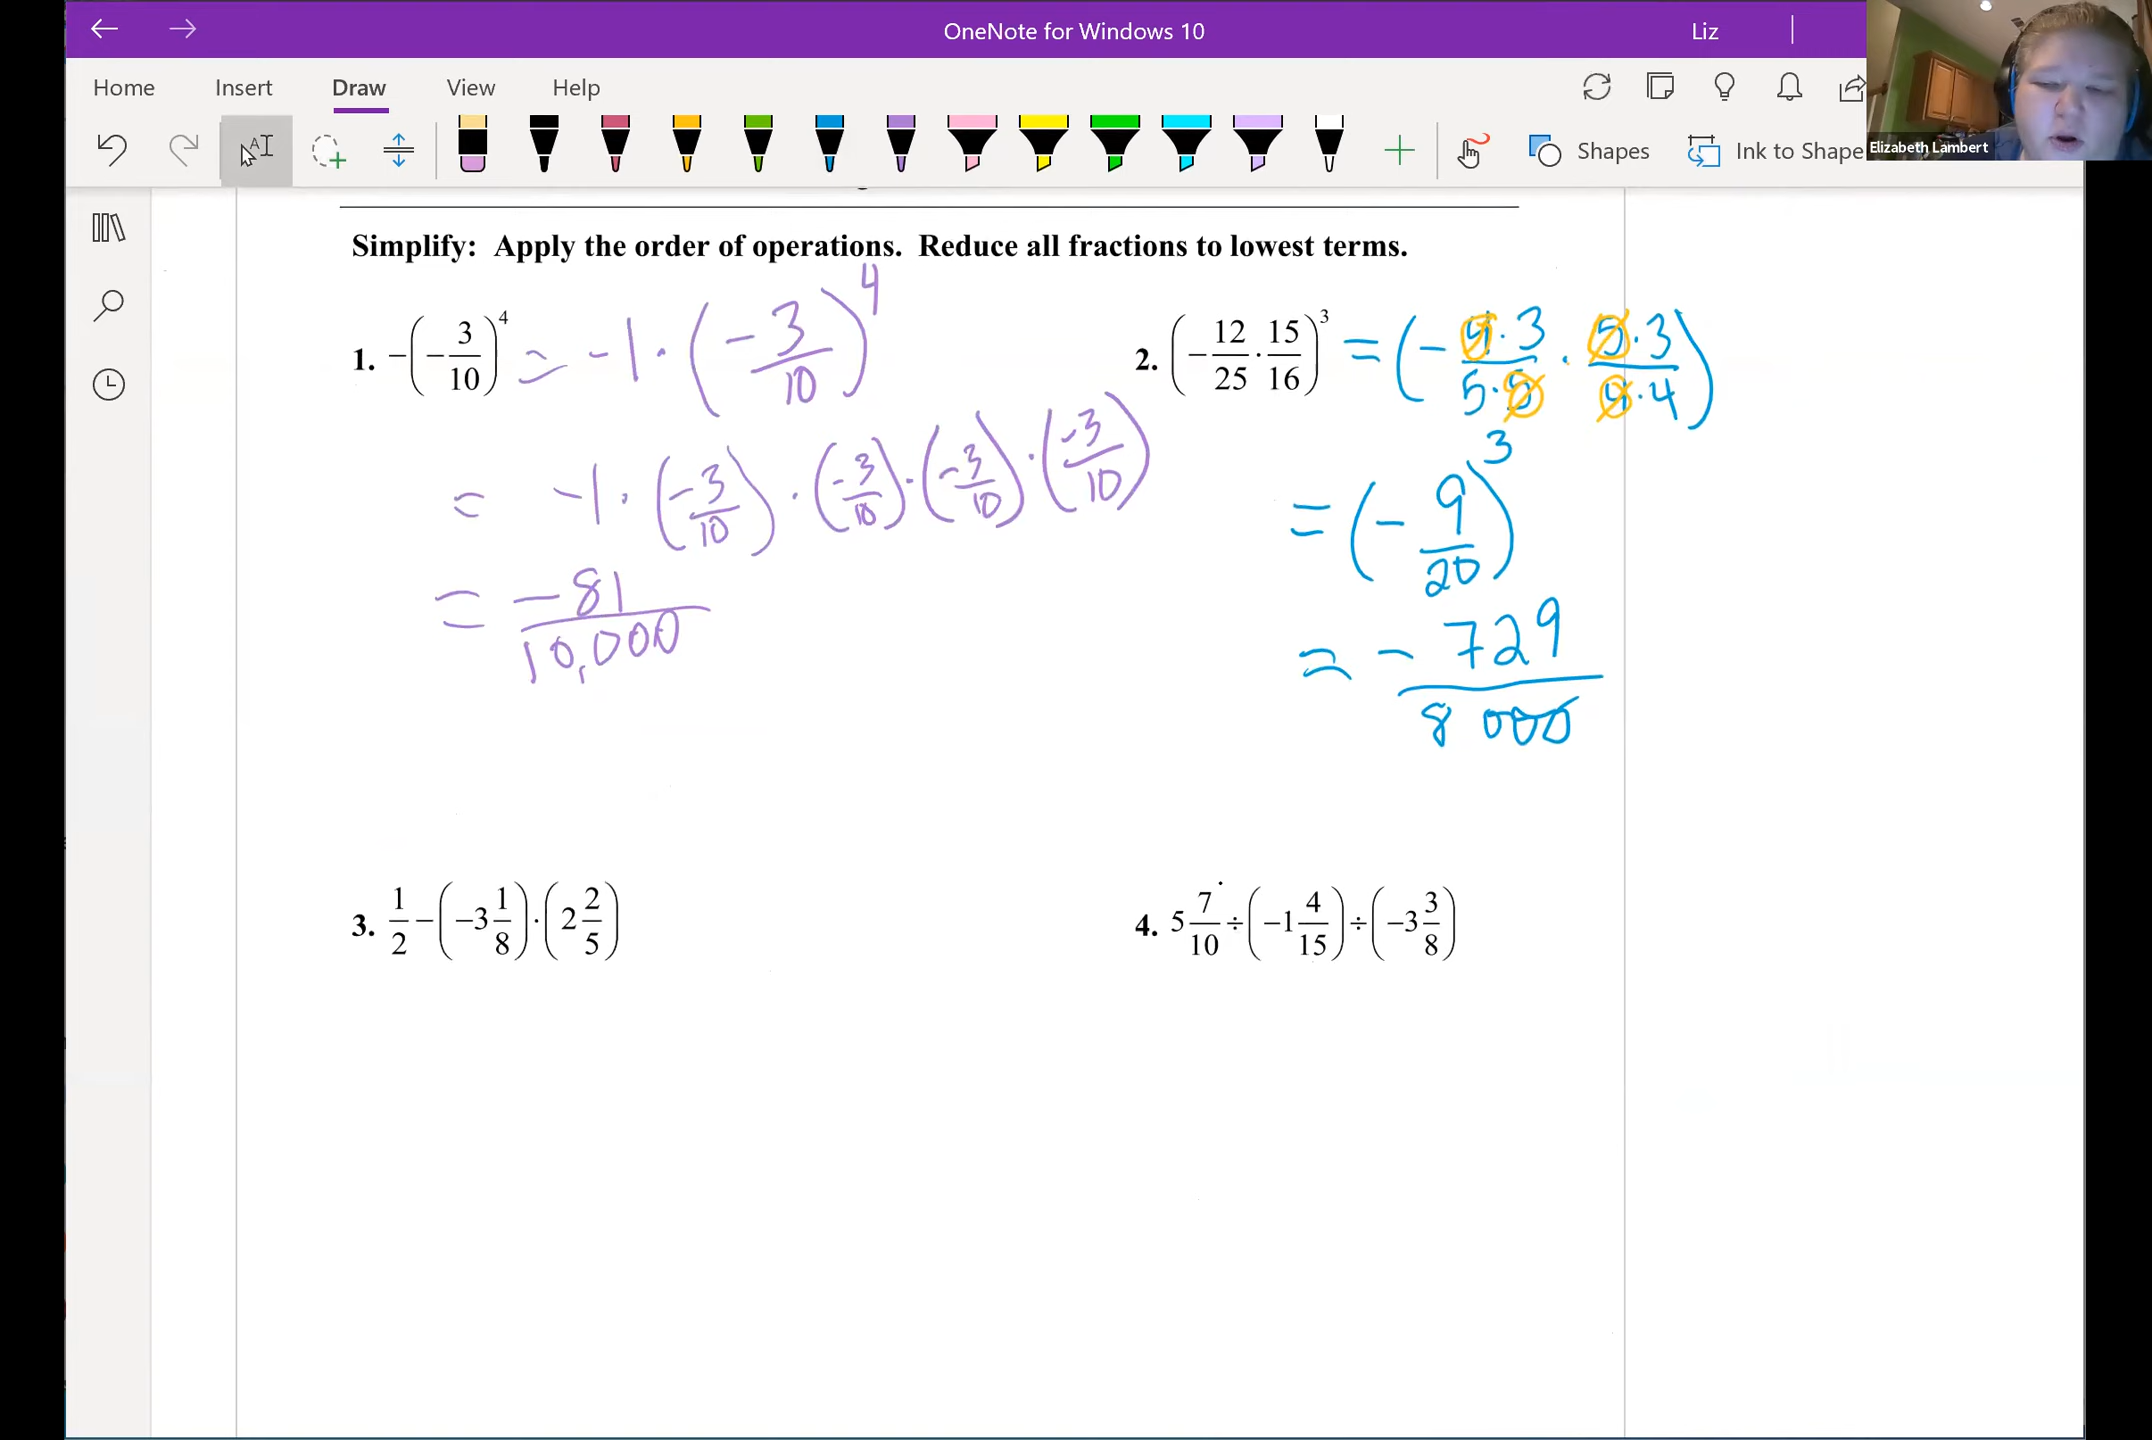 OneNote for Windows 10
Liz
Home Insert Draw View Help
Shapes
Ink to Shape
Elizabeth Lambert
Simplify: Apply the order of operations. Reduce all fractions to lowest terms.
1. -(-3/10)^4 = -1 · (-3/10)^4
= -1 · (-3/10) · (-3/10) · (-3/10) · (-3/10)
= -81/10,000
2. (-12/25 · 15/16)^3 = (-4·3/5·5 · 5·3/4·4)^3
= (-9/20)^3
= -729/8 000
3. 1/2 - (-3 1/8) · (2 2/5)
4. 5 7/10 ÷ (-1 4/15) ÷ (-3 3/8)